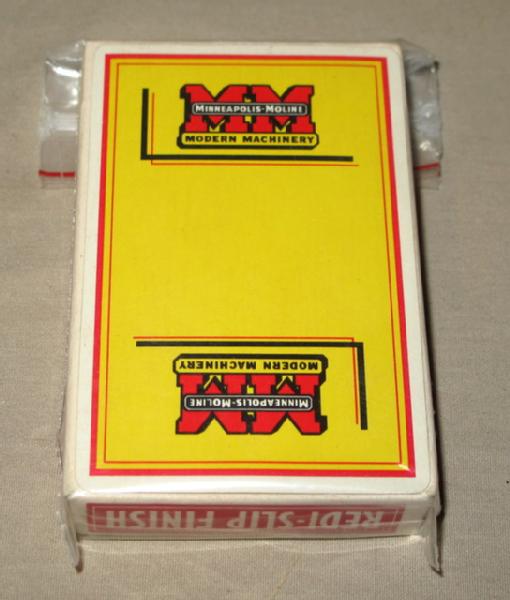 MM
MINNEAPOLIS-MOLINE
MODERN MACHINERY
MODERN MACHINERY
MINNEAPOLIS-MOLINE
MM
REDI-SLIP FINISH